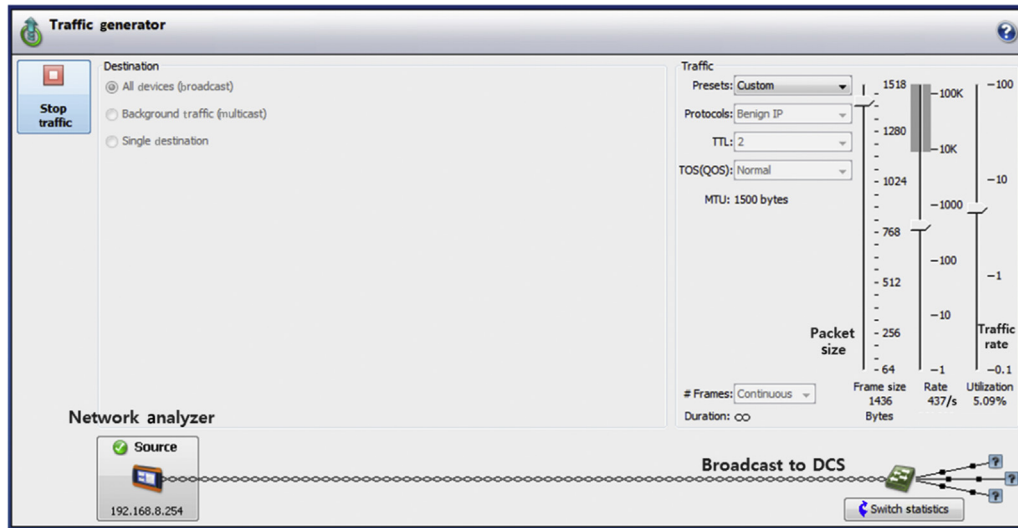 Traffic generator
Stop
traffic
Destination
All devices (broadcast)
Background traffic (multicast)
Single destination
Traffic
Presets: Custom
Protocols: Benign IP
TTL: 2
TOS(QOS): Normal
MTU: 1500 bytes
1518
1280
1024
768
512
256
64
100K
10K
1000
100
10
1
100
10
1
0.1
Packet
size
Traffic
rate
Frame size
1436
Bytes
Rate
437/s
Utilization
5.09%
# Frames: Continuous
Duration: ∞
Network analyzer
Source
192.168.8.254
Broadcast to DCS
?
?
?
Switch statistics
?